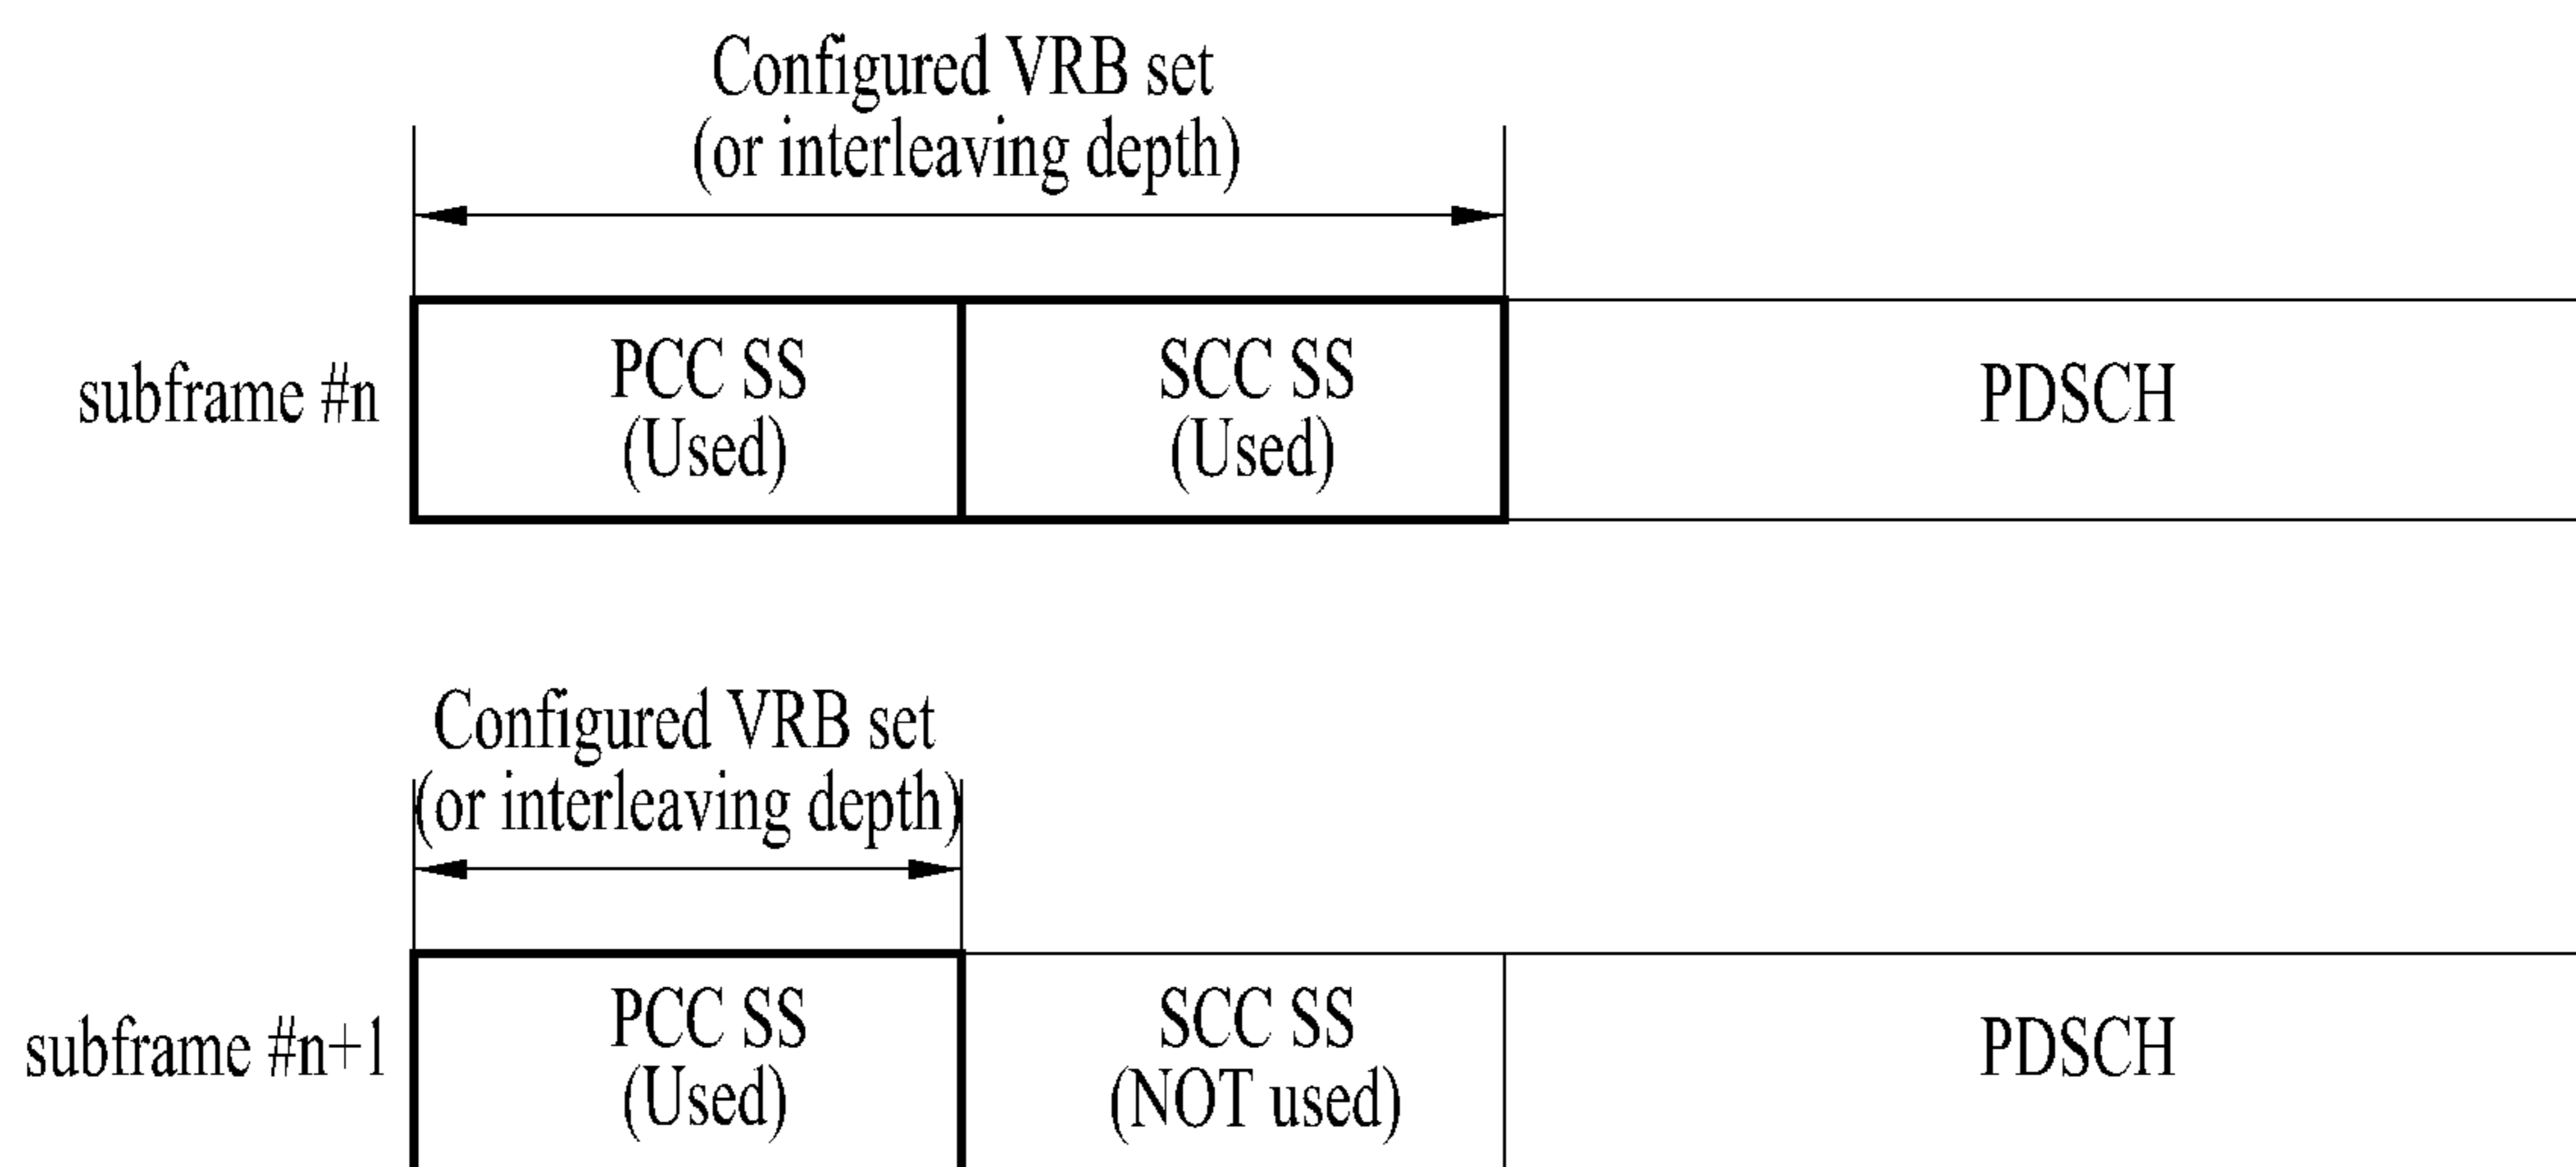 Configured VRB set
(or interleaving depth)
subframe #n
PCC SS
(Used)
SCC SS
(Used)
PDSCH
Configured VRB set
(or interleaving depth)
subframe #n+1
PCC SS
(Used)
SCC SS
(NOT used)
PDSCH